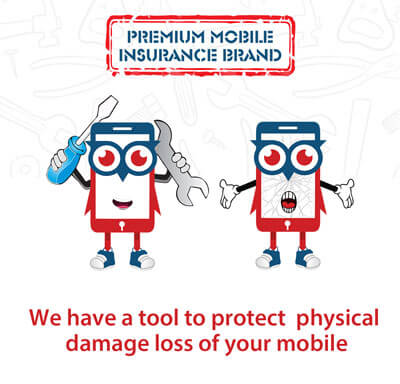 PREMIUM MOBILE
INSURANCE BRAND
We have a tool to protect physical
damage loss of your mobile